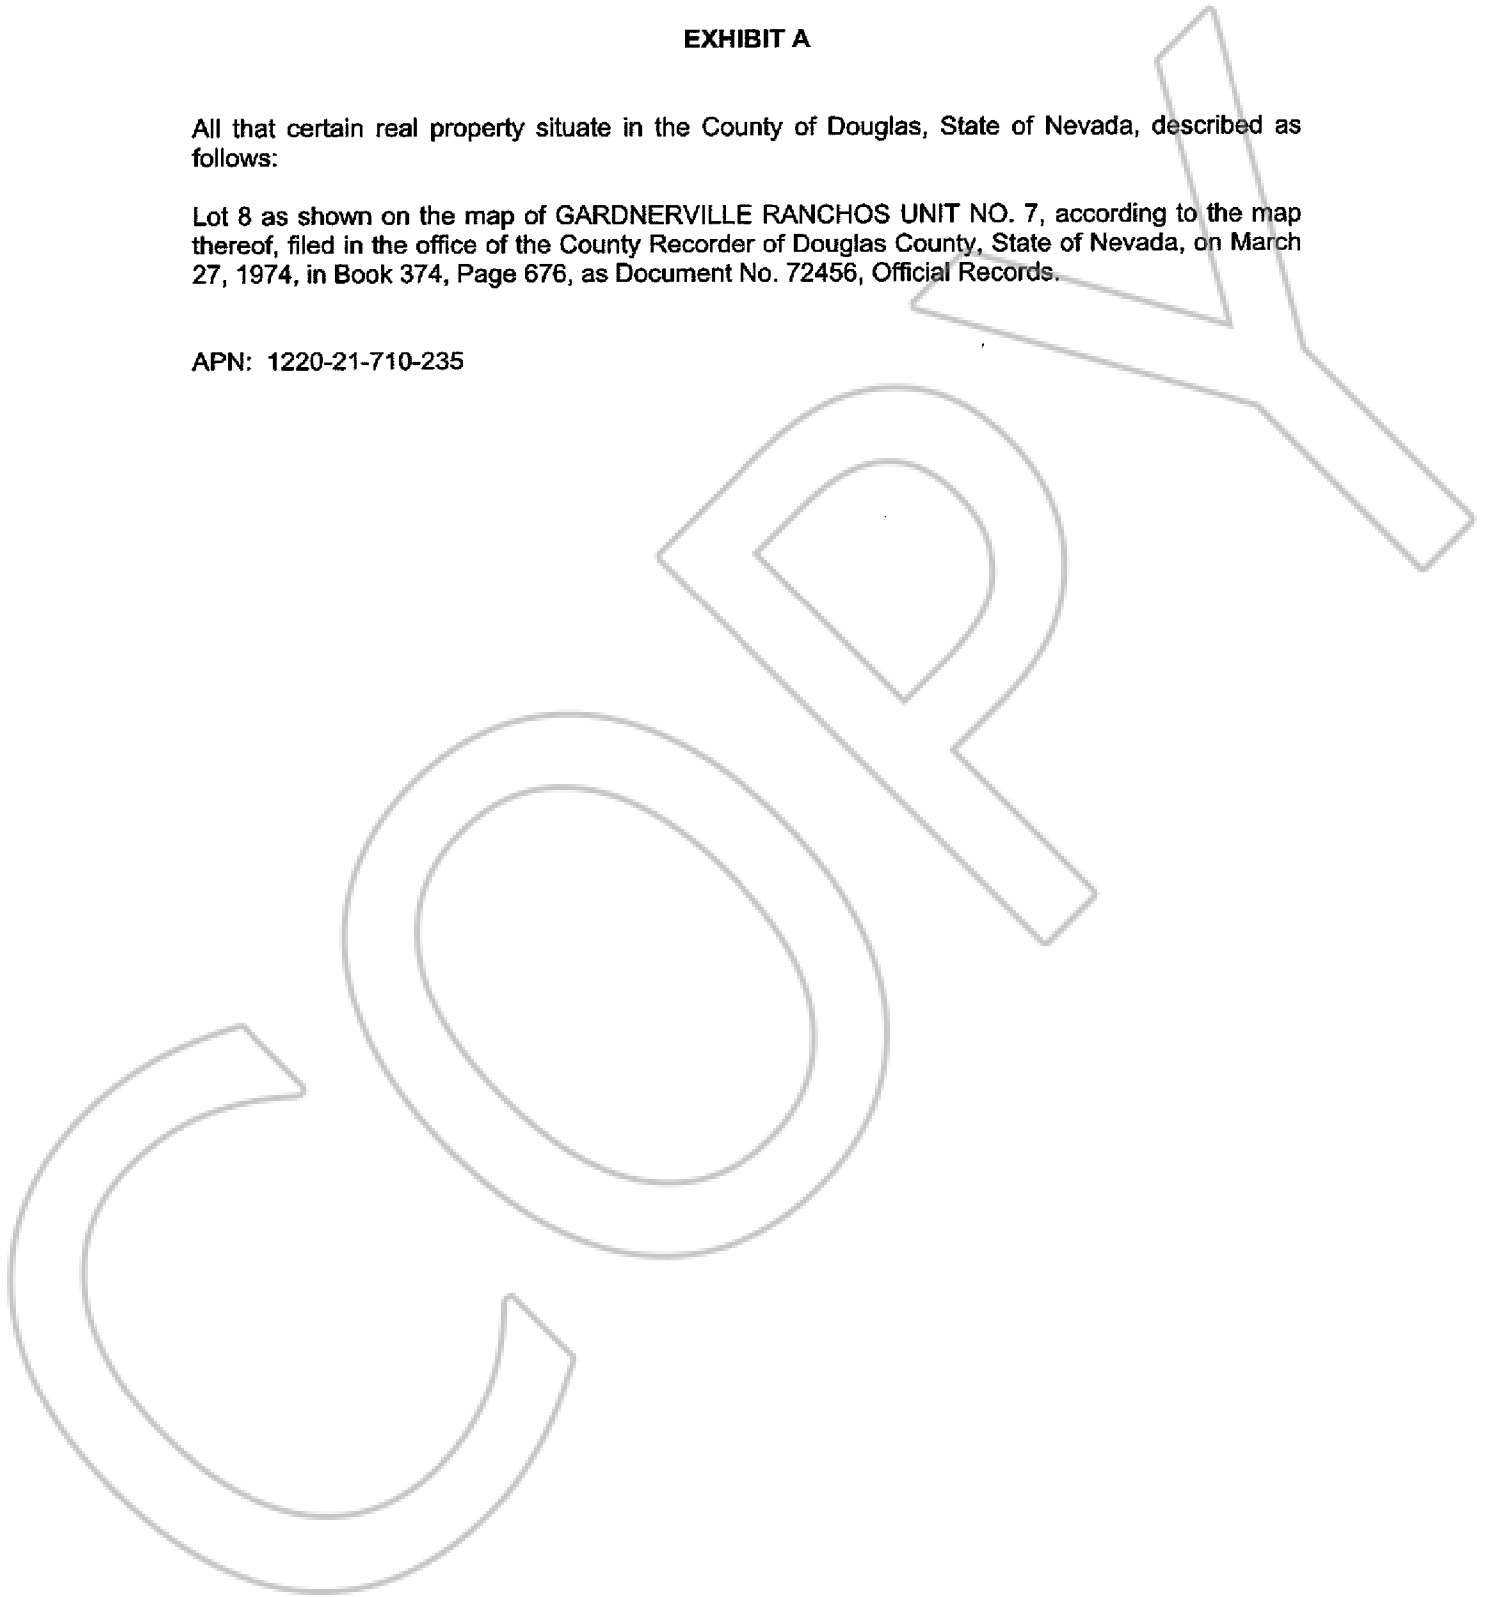 EXHIBIT A
All that certain real property situate in the County of Douglas, State of Nevada, described as
follows:
Lot 8 as shown on the map of GARDNERVILLE RANCHOS UNIT NO. 7, according to the map
thereof, filed in the office of the County Recorder of Douglas County, State of Nevada, on March
27, 1974, in Book 374, Page 676, as Document No. 72456, Official Records.
APN: 1220-21-710-235
COPY